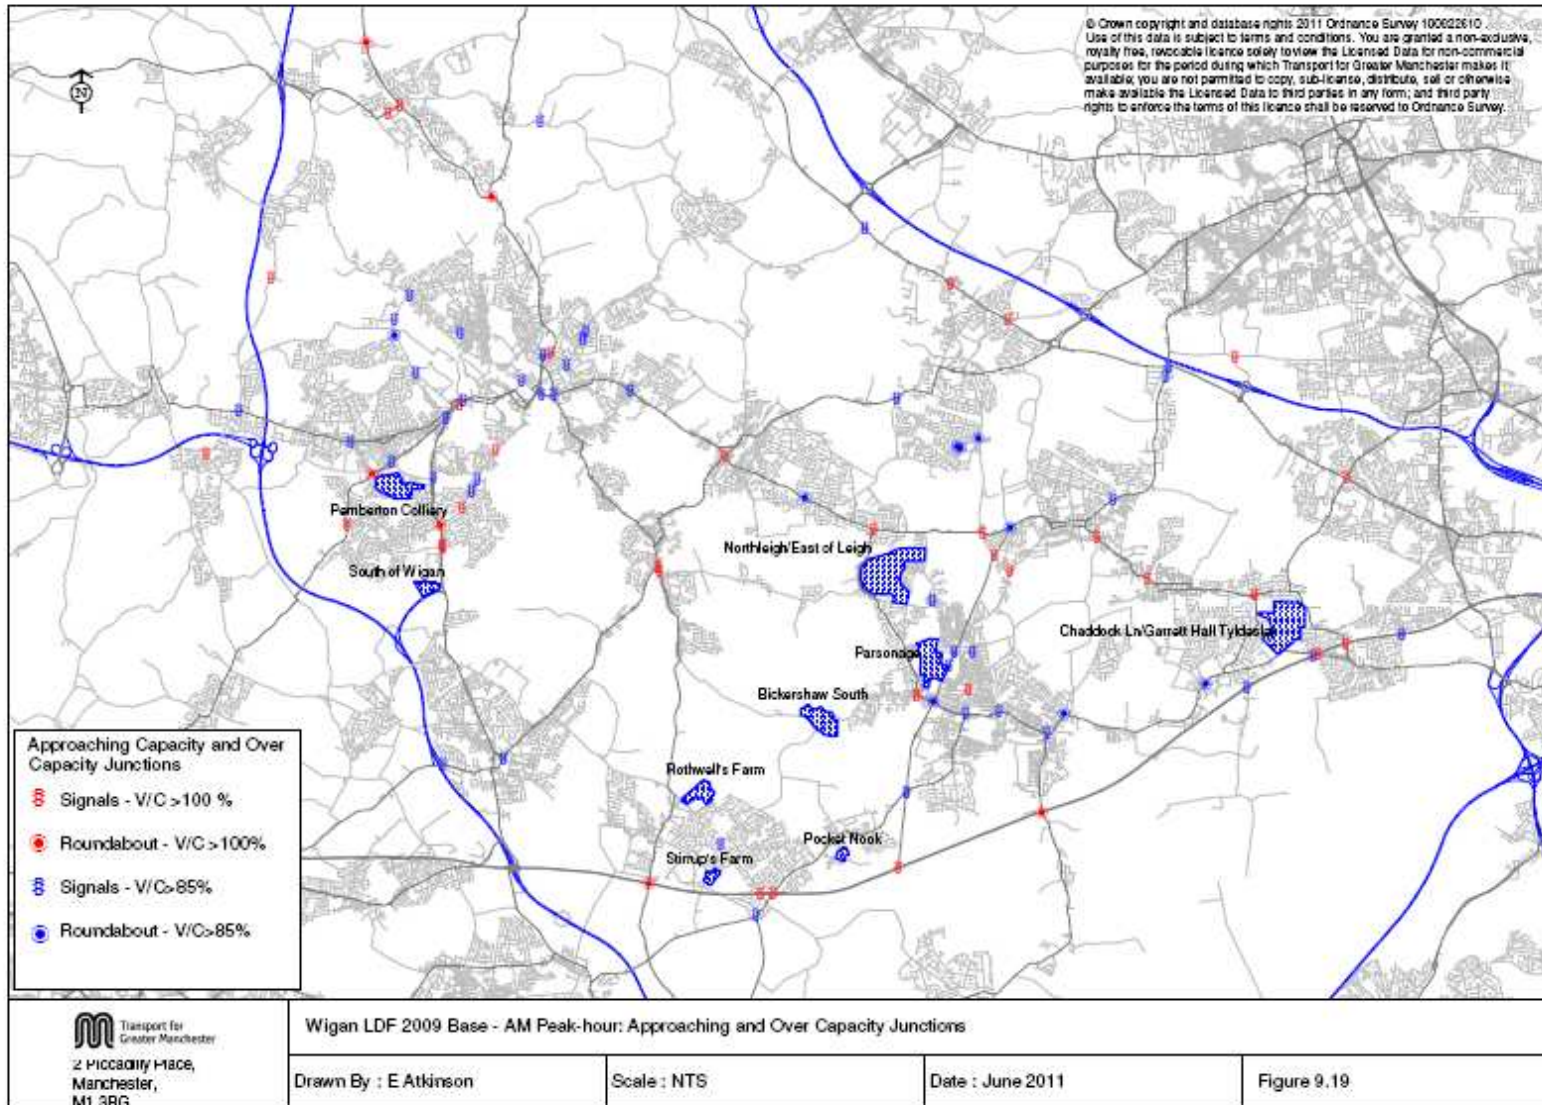 © Crown copyright and database rights 2011 Ordnance Survey 100022610 .
Use of this data is subject to terms and conditions. You are granted a non-exclusive,
royalty free, revocable licence solely to view the Licensed Data for non-commercial
purposes for the period during which Transport for Greater Manchester makes it
available; you are not permitted to copy, sub-license, distribute, sell or otherwise
make available the Licensed Data to third parties in any form; and third party
rights to enforce the terms of this licence shall be reserved to Ordnance Survey.
N
Pemberton Colliery
Northleigh/East of Leigh
South of Wigan
Chaddock Ln/Garrett Hall Tyldesley
Parsonage
Bickershaw South
Rothwell's Farm
Pocket Nook
Stirrup's Farm
Approaching Capacity and Over
Capacity Junctions
Signals - V/C >100 %
Roundabout - V/C >100%
Signals - V/C>85%
Roundabout - V/C>85%
Transport for
Greater Manchester
2 Piccadilly Place,
Manchester,
M1 3BG
Wigan LDF 2009 Base - AM Peak-hour: Approaching and Over Capacity Junctions
Drawn By : E Atkinson
Scale : NTS
Date : June 2011
Figure 9.19